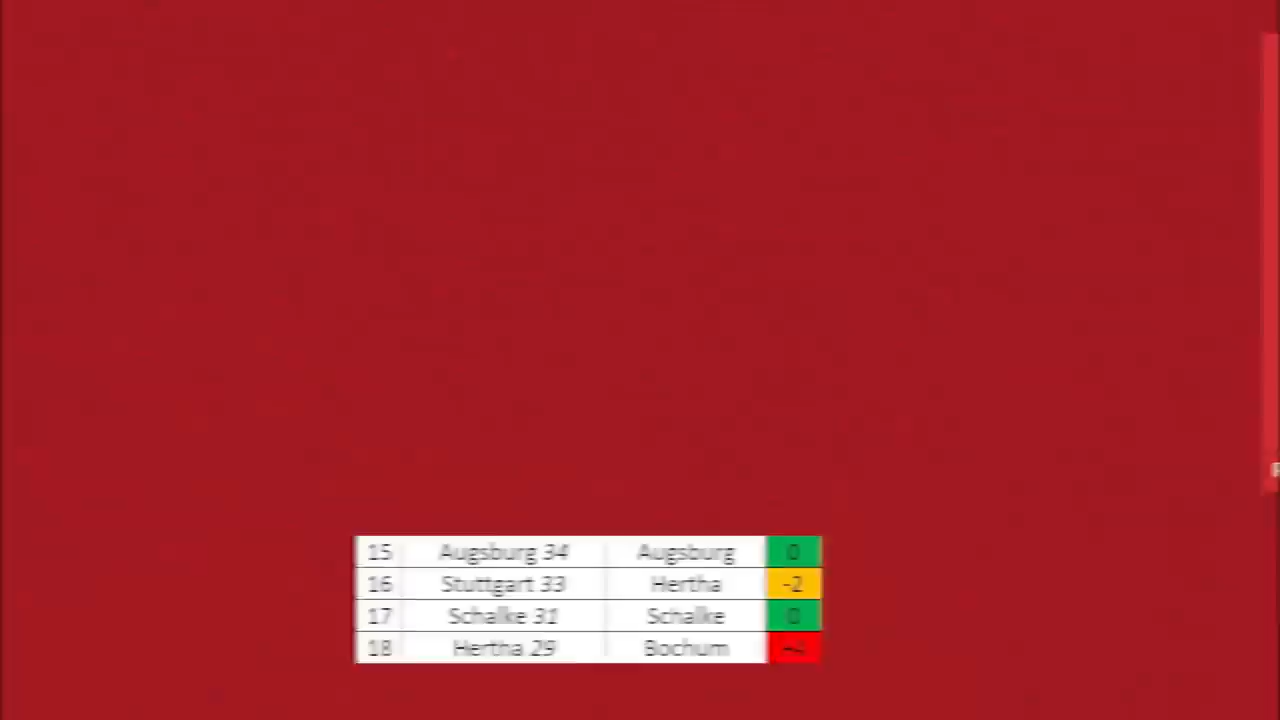 15 Augsburg 34 Augsburg 0
16 Stuttgart 33 Hertha -2
17 Schalke 31 Schalke 0
18 Hertha 29 Bochum